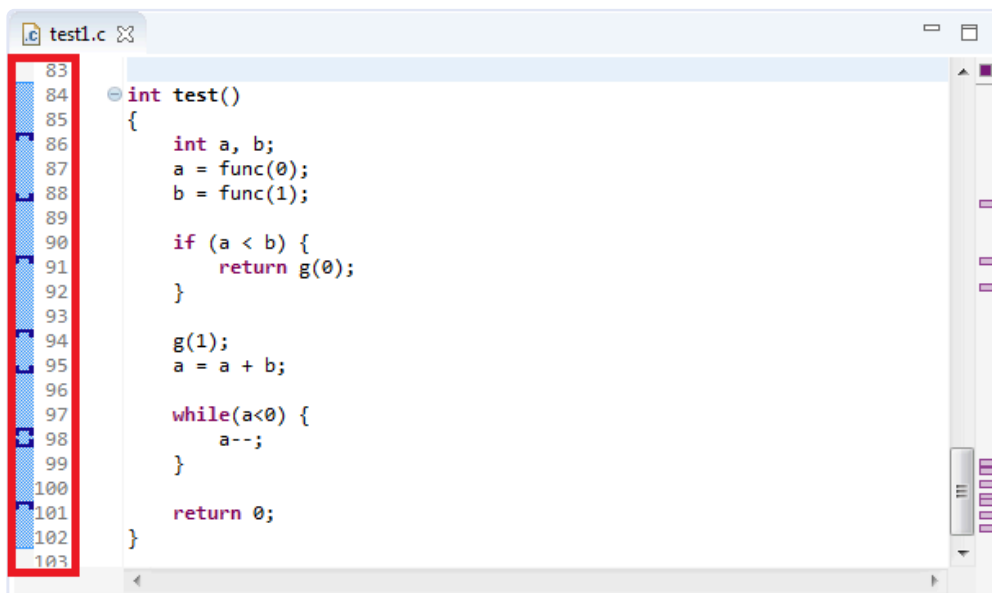 .c test1.c
83
84 int test()
85 {
86 int a, b;
87 a = func(0);
88 b = func(1);
89
90 if (a < b) {
91 return g(0);
92 }
93
94 g(1);
95 a = a + b;
96
97 while(a<0) {
98 a--;
99 }
100
101 return 0;
102 }
103